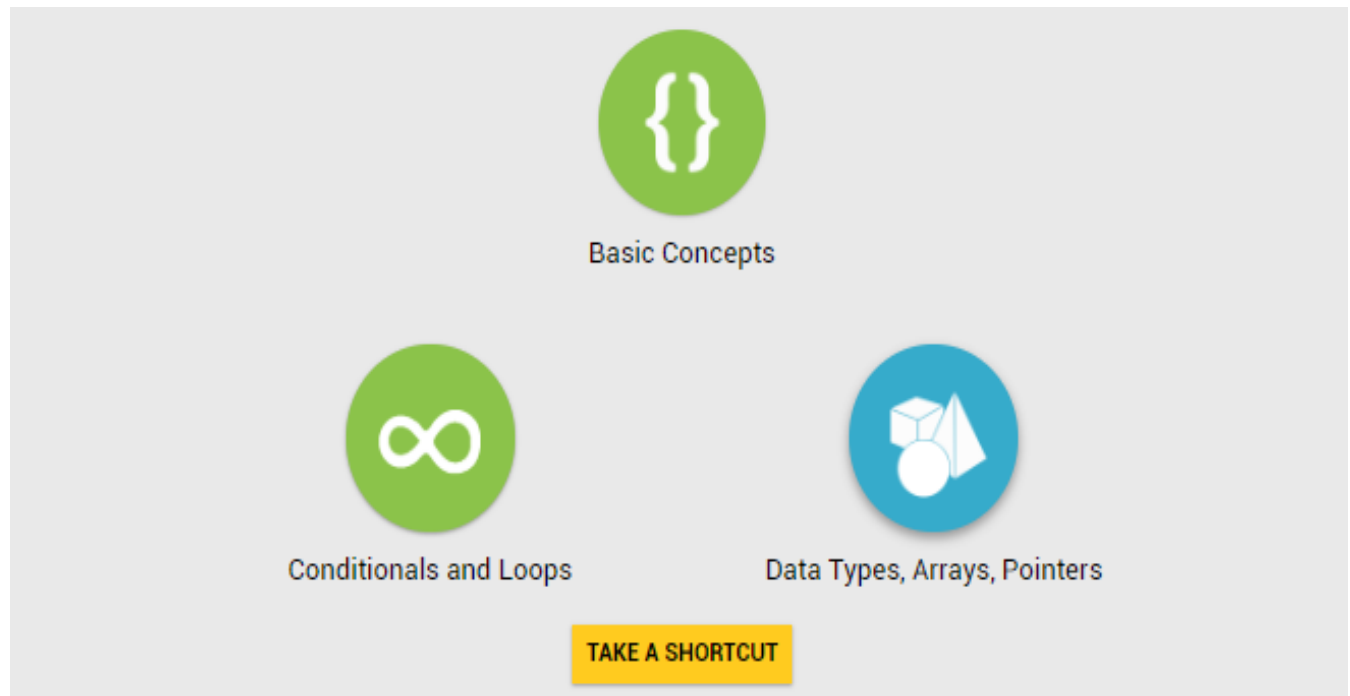 {}
Basic Concepts
Conditionals and Loops
Data Types, Arrays, Pointers
TAKE A SHORTCUT